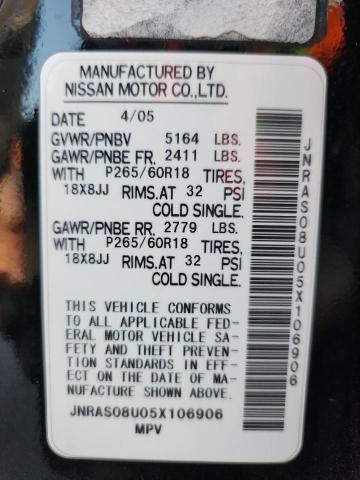 MANUFACTURED BY
NISSAN MOTOR CO., LTD.
DATE 4/05
GVWR/PNBV 5164 LBS.
GAWR/PNBE FR. 2411 LBS.
WITH P265/60R18 TIRES,
18X8JJ RIMS.AT 32 PSI
COLD SINGLE.
GAWR/PNBE RR. 2779 LBS.
WITH P265/60R18 TIRES,
18X8JJ RIMS.AT 32 PSI
COLD SINGLE.
THIS VEHICLE CONFORMS
TO ALL APPLICABLE FED-
ERAL MOTOR VEHICLE SA-
FETY AND THEFT PREVEN-
TION STANDARDS IN EFF-
ECT ON THE DATE OF MA-
NUFACTURE SHOWN ABOVE.
JNRAS08U05X106906
MPV
JNRAS08U05X106906